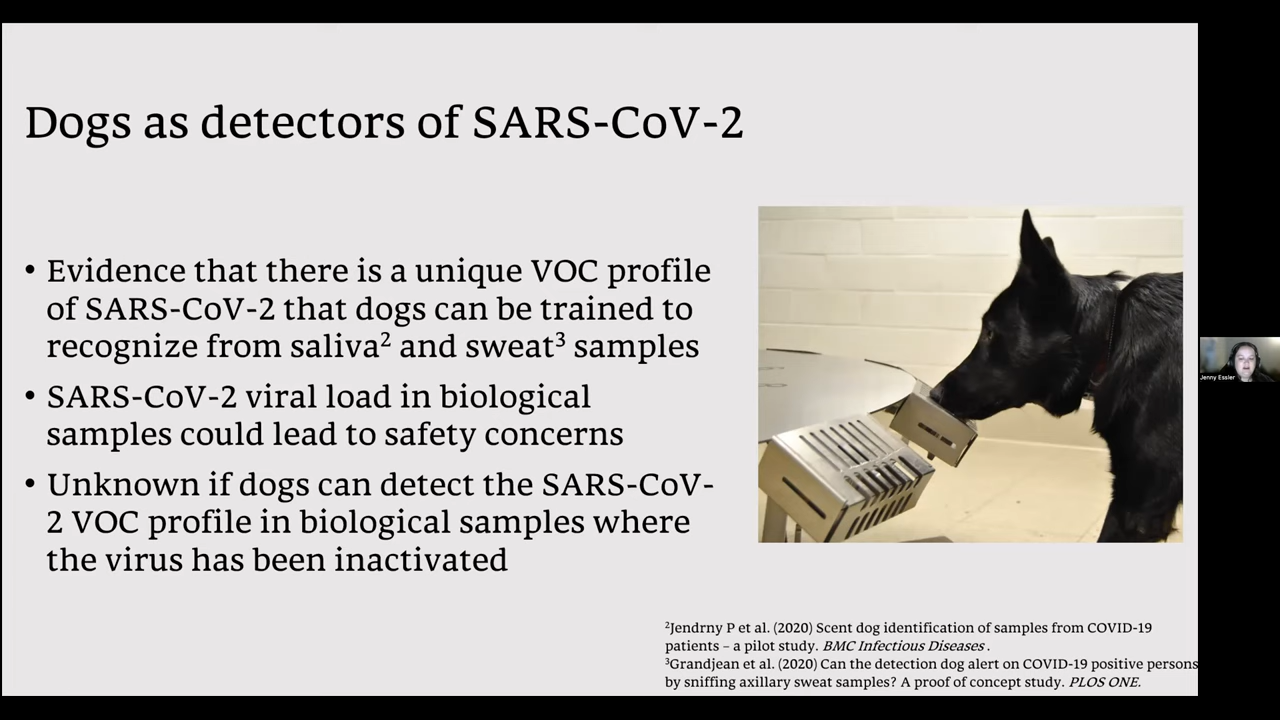 Dogs as detectors of SARS-CoV-2
• Evidence that there is a unique VOC profile
of SARS-CoV-2 that dogs can be trained to
recognize from saliva² and sweat³ samples
• SARS-CoV-2 viral load in biological
samples could lead to safety concerns
• Unknown if dogs can detect the SARS-CoV-
2 VOC profile in biological samples where
the virus has been inactivated
²Jendrny P et al. (2020) Scent dog identification of samples from COVID-19
patients – a pilot study. BMC Infectious Diseases .
³Grandjean et al. (2020) Can the detection dog alert on COVID-19 positive persons
by sniffing axillary sweat samples? A proof of concept study. PLOS ONE.
Jenny Essler